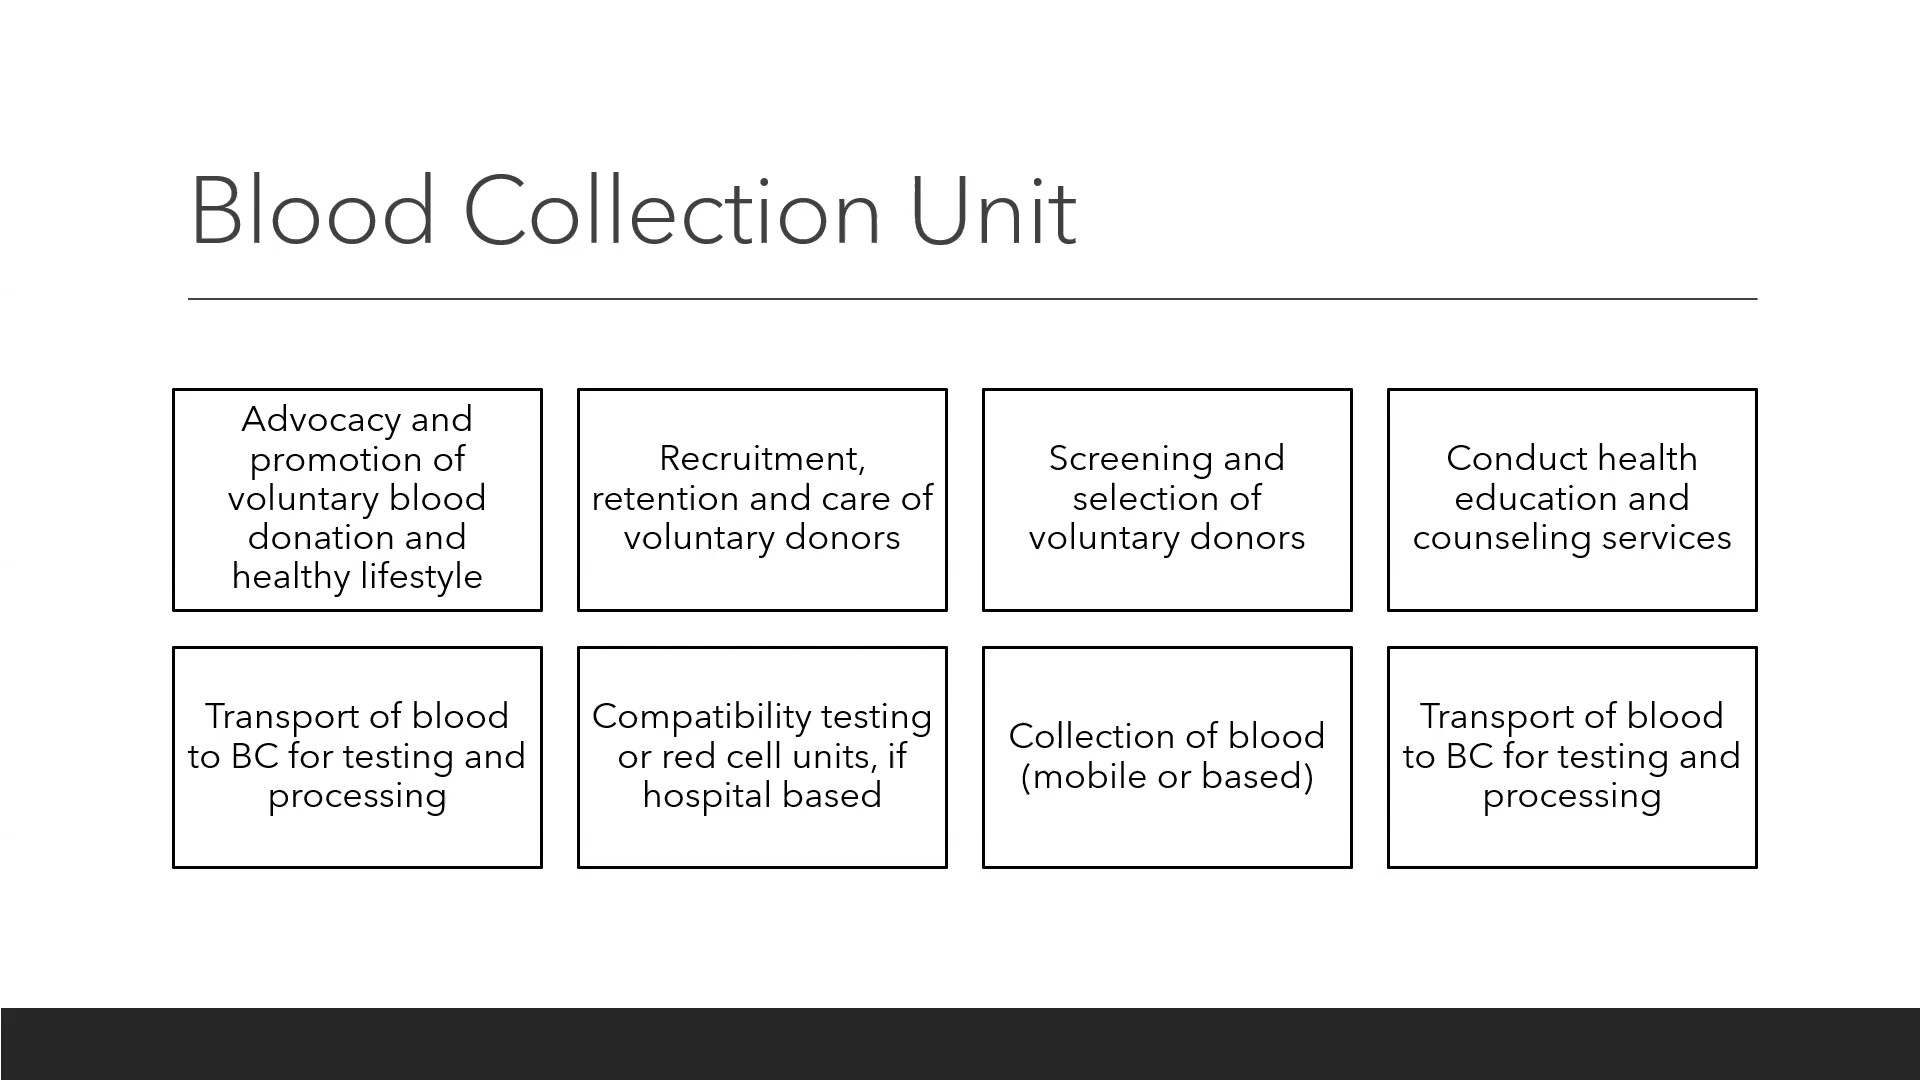 Blood Collection Unit
Advocacy and
promotion of
voluntary blood
donation and
healthy lifestyle
Recruitment,
retention and care of
voluntary donors
Screening and
selection of
voluntary donors
Conduct health
education and
counseling services
Transport of blood
to BC for testing and
processing
Compatibility testing
or red cell units, if
hospital based
Collection of blood
(mobile or based)
Transport of blood
to BC for testing and
processing